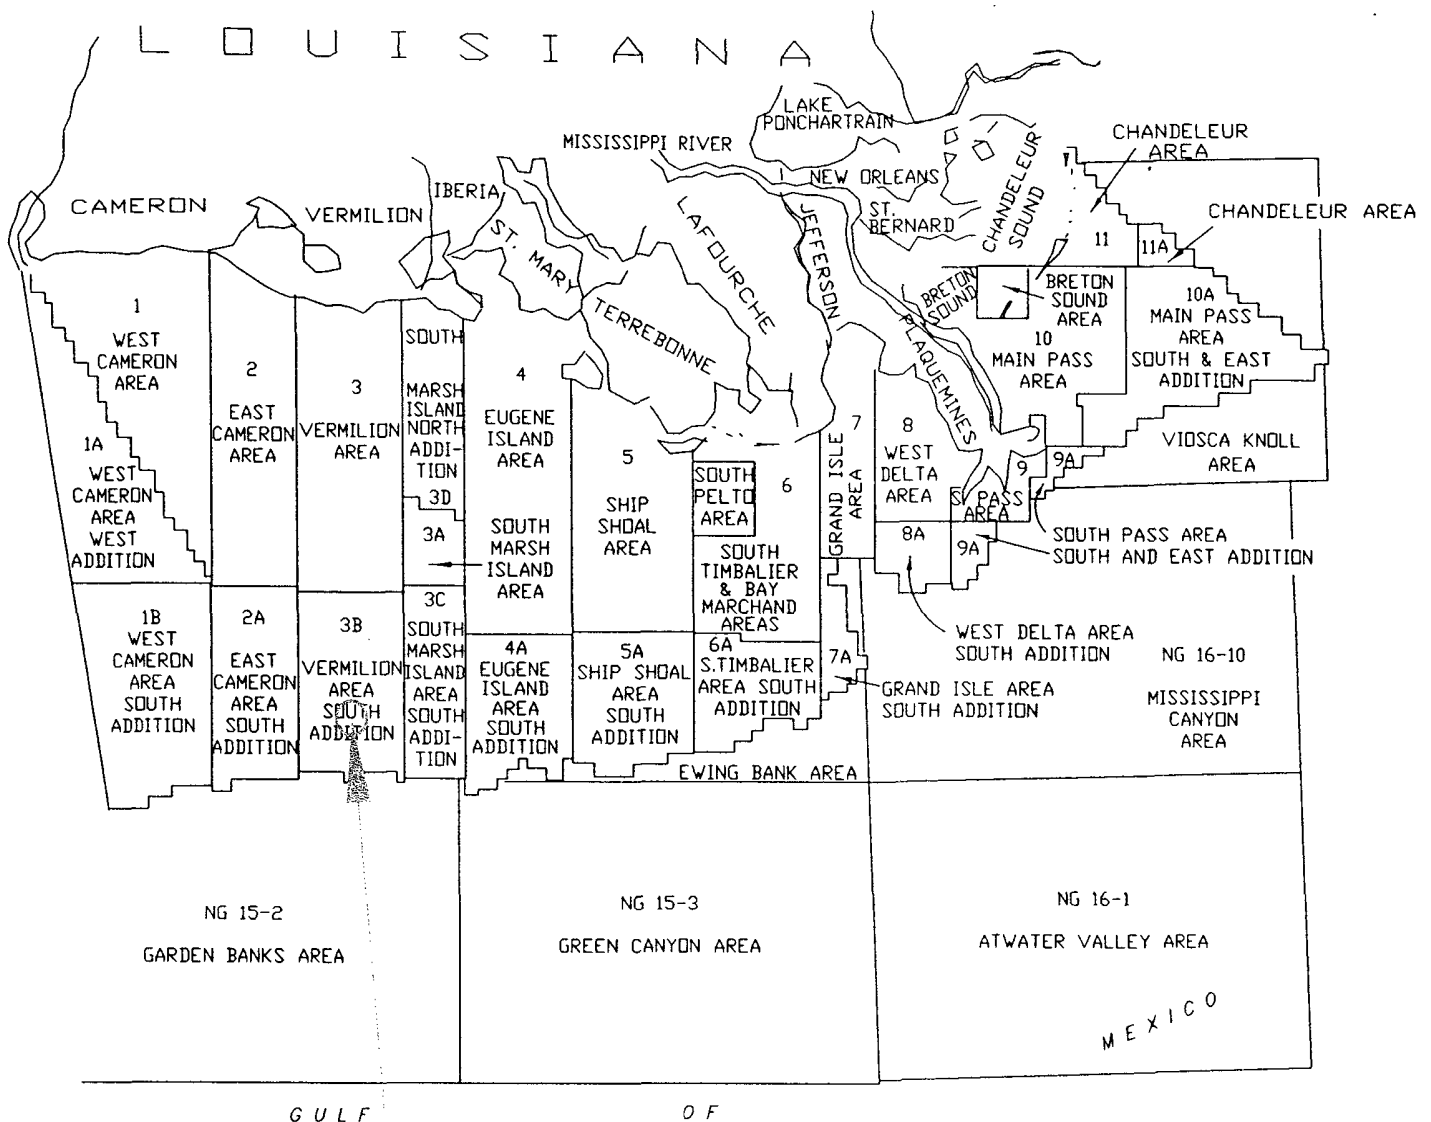 LOUISIANA
LAKE
PONCHARTRAIN
MISSISSIPPI RIVER
NEW ORLEANS
ST.
BERNARD
CHANDELEUR
SOUND
CHANDELEUR
AREA
CHANDELEUR AREA
11
11A
CAMERON
VERMILION
IBERIA
ST. MARY
TERREBONNE
LAFOURCHE
JEFFERSON
PLAQUEMINES
BRETON
SOUND
BRETON
SOUND
AREA
10
MAIN PASS
AREA
10A
MAIN PASS
AREA
SOUTH & EAST
ADDITION
VIOSCA KNOLL
AREA
1
WEST
CAMERON
AREA
1A
WEST
CAMERON
AREA
WEST
ADDITION
1B
WEST
CAMERON
AREA
SOUTH
ADDITION
2
EAST
CAMERON
AREA
2A
EAST
CAMERON
AREA
SOUTH
ADDITION
3
VERMILION
AREA
3B
VERMILION
AREA
SOUTH
ADDITION
SOUTH
MARSH
ISLAND
NORTH
ADDI-
TION
3D
3A
3C
SOUTH
MARSH
ISLAND
AREA
SOUTH
ADDI-
TION
4
EUGENE
ISLAND
AREA
SOUTH
MARSH
ISLAND
AREA
4A
EUGENE
ISLAND
AREA
SOUTH
ADDITION
5
SHIP
SHOAL
AREA
5A
SHIP SHOAL
AREA
SOUTH
ADDITION
SOUTH
PELTO
AREA
6
SOUTH
TIMBALIER
& BAY
MARCHAND
AREAS
6A
S.TIMBALIER
AREA SOUTH
ADDITION
7
GRAND ISLE
AREA
7A
GRAND ISLE AREA
SOUTH ADDITION
8
WEST
DELTA
AREA
8A
WEST DELTA AREA
SOUTH ADDITION
9
S. PASS
AREA
9A
9A
SOUTH PASS AREA
SOUTH AND EAST ADDITION
NG 16-10
MISSISSIPPI
CANYON
AREA
EWING BANK AREA
NG 15-2
GARDEN BANKS AREA
NG 15-3
GREEN CANYON AREA
NG 16-1
ATWATER VALLEY AREA
GULF OF MEXICO